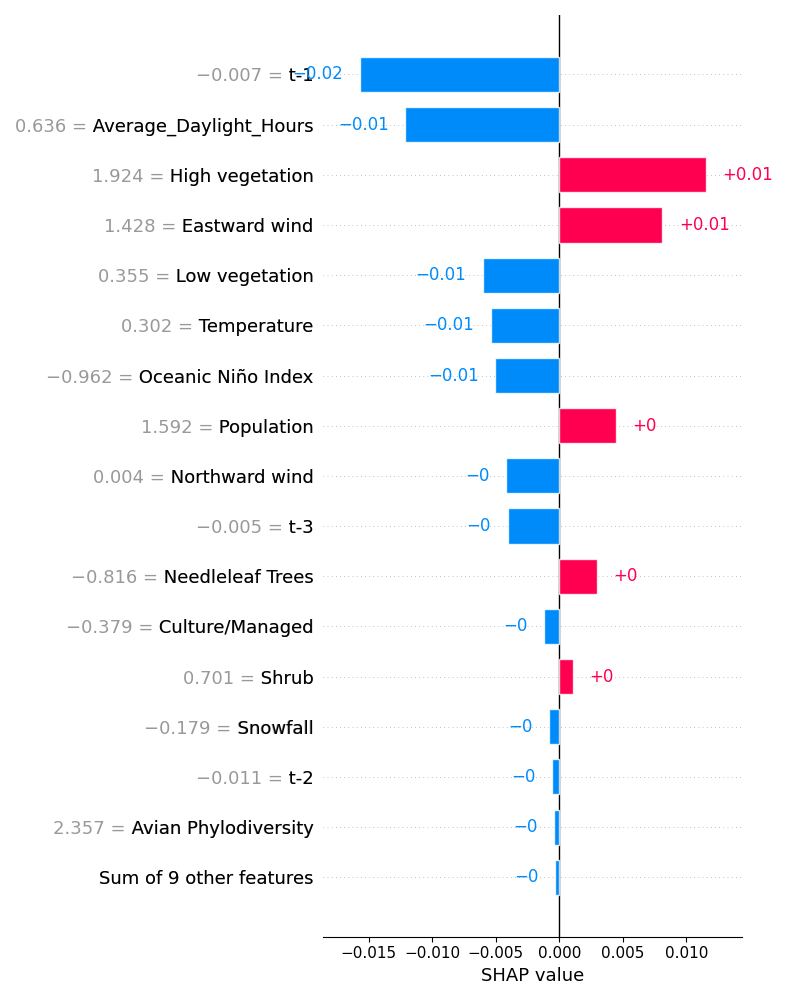 −0.007 = t-1 −0.02
0.636 = Average_Daylight_Hours −0.01
1.924 = High vegetation +0.01
1.428 = Eastward wind +0.01
0.355 = Low vegetation −0.01
0.302 = Temperature −0.01
−0.962 = Oceanic Niño Index −0.01
1.592 = Population +0
0.004 = Northward wind −0
−0.005 = t-3 −0
−0.816 = Needleleaf Trees +0
−0.379 = Culture/Managed −0
0.701 = Shrub +0
−0.179 = Snowfall −0
−0.011 = t-2 −0
2.357 = Avian Phylodiversity −0
Sum of 9 other features −0
−0.015 −0.010 −0.005 0.000 0.005 0.010
SHAP value